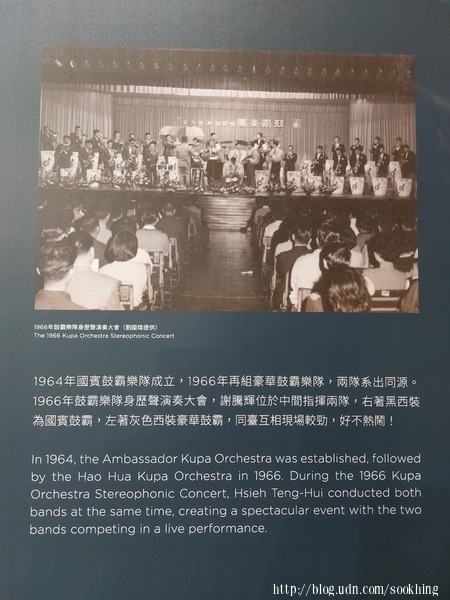 鼓霸樂團
1966年鼓霸樂隊身歷聲演奏大會（劉國煒提供）
The 1966 Kupa Orchestra Stereophonic Concert
1964年國賓鼓霸樂隊成立，1966年再組豪華鼓霸樂隊，兩隊系出同源。
1966年鼓霸樂隊身歷聲演奏大會，謝騰輝位於中間指揮兩隊，右著黑西裝
為國賓鼓霸，左著灰色西裝豪華鼓霸，同臺互相現場較勁，好不熱鬧！
In 1964, the Ambassador Kupa Orchestra was established, followed
by the Hao Hua Kupa Orchestra in 1966. During the 1966 Kupa
Orchestra Stereophonic Concert, Hsieh Teng-Hui conducted both
bands at the same time, creating a spectacular event with the two
bands competing in a live performance.
http://blog.udn.com/sookhing